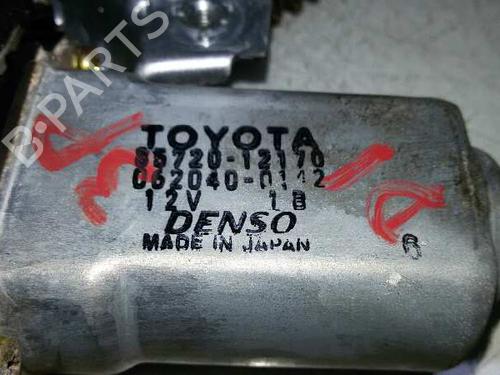 B-PARTS
TOYOTA
85720-12170
062040-0142
12V 1B
DENSO
MADE IN JAPAN
B